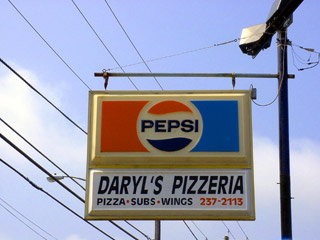 PEPSI
DARYL'S PIZZERIA
PIZZA•SUBS•WINGS 237-2113